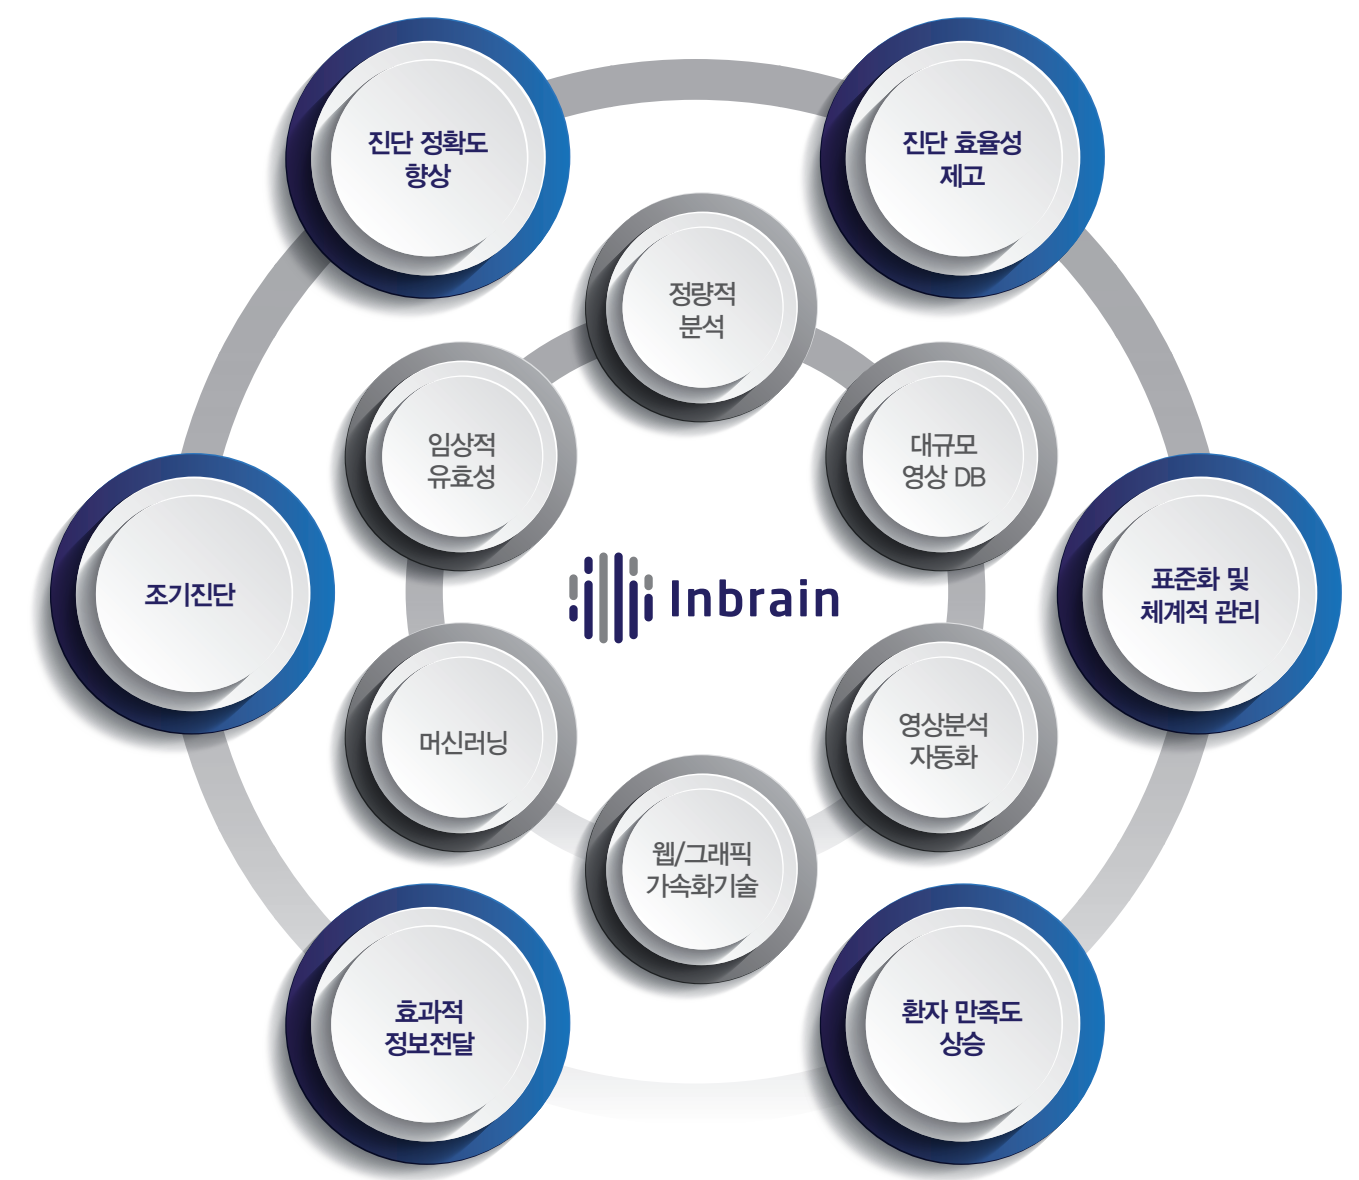 진단 정확도
향상
진단 효율성
제고
정량적
분석
임상적
유효성
대규모
영상 DB
조기진단
Inbrain
표준화 및
체계적 관리
머신러닝
영상분석
자동화
웹/그래픽
가속화기술
효과적
정보전달
환자 만족도
상승